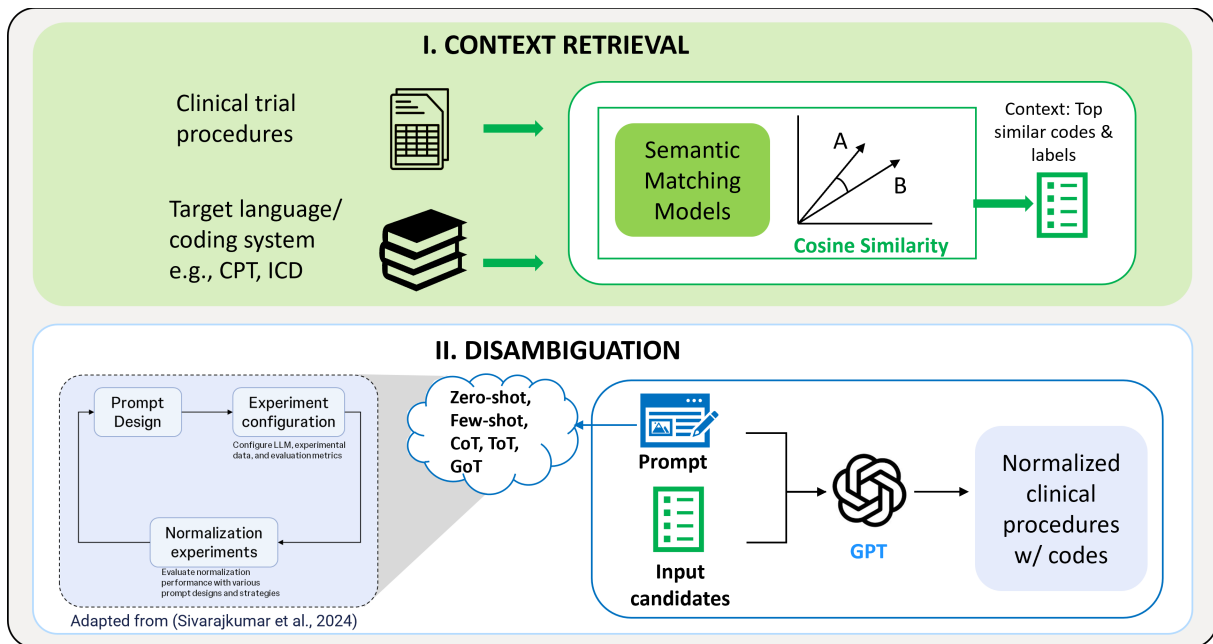 I. CONTEXT RETRIEVAL
Clinical trial
procedures
Target language/
coding system
e.g., CPT, ICD
Semantic
Matching
Models
A
B
Cosine Similarity
Context: Top
similar codes &
labels
II. DISAMBIGUATION
Prompt
Design
Experiment
configuration
Configure LLM, experimental
data, and evaluation metrics
Normalization
experiments
Evaluate normalization
performance with various
prompt designs and strategies
Adapted from (Sivarajkumar et al., 2024)
Zero-shot,
Few-shot,
CoT, ToT,
GoT
Prompt
Input
candidates
GPT
Normalized
clinical
procedures
w/ codes